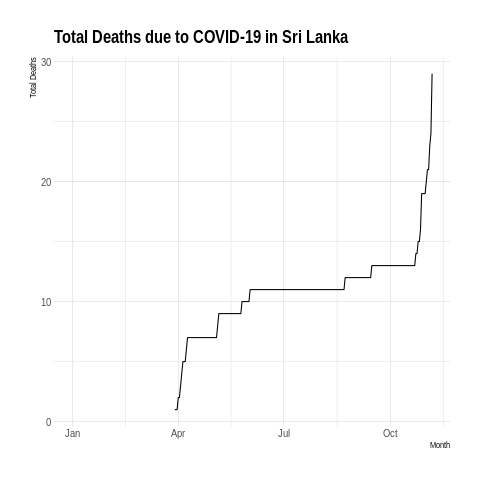 Total Deaths due to COVID-19 in Sri Lanka
Total Deaths
30
20
10
0
Jan Apr Jul Oct
Month